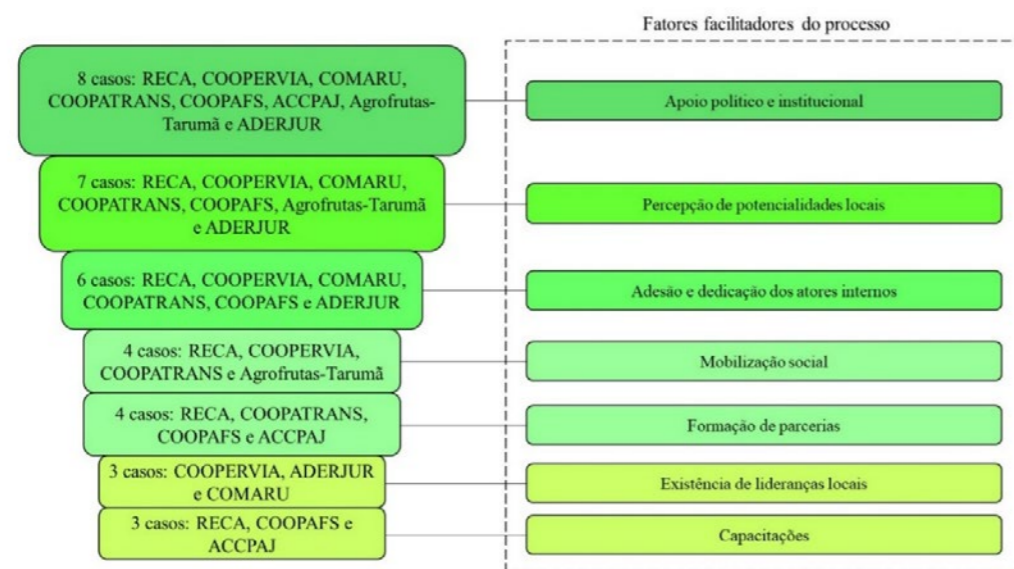 Fatores facilitadores do processo
8 casos: RECA, COOPERVIA, COMARU,
COOPATRANS, COOPAFS, ACCPAJ, Agrofrutas-
Tarumã e ADERJUR
Apoio político e institucional
7 casos: RECA, COOPERVIA, COMARU,
COOPATRANS, COOPAFS, Agrofrutas-Tarumã
e ADERJUR
Percepção de potencialidades locais
6 casos: RECA, COOPERVIA, COMARU,
COOPATRANS, COOPAFS e ADERJUR
Adesão e dedicação dos atores internos
4 casos: RECA, COOPERVIA,
COOPATRANS e Agrofrutas-Tarumã
Mobilização social
4 casos: RECA, COOPATRANS,
COOPAFS e ACCPAJ
Formação de parcerias
3 casos: COOPERVIA, ADERJUR
e COMARU
Existência de lideranças locais
3 casos: RECA, COOPAFS e
ACCPAJ
Capacitações